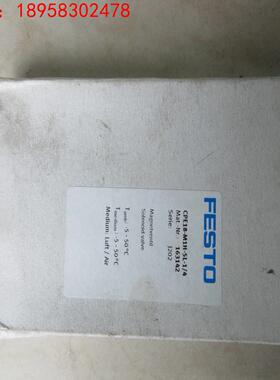 18958302478
FESTO
CPE18-M1H-5L-1/4
Mat.-Nr.: 163142
Serie: J202
Magnetventil
Solenoid valve
Tamb: -5 - 50 °C
Tmedium: -5 - 50 °C
Medium: Luft / Air